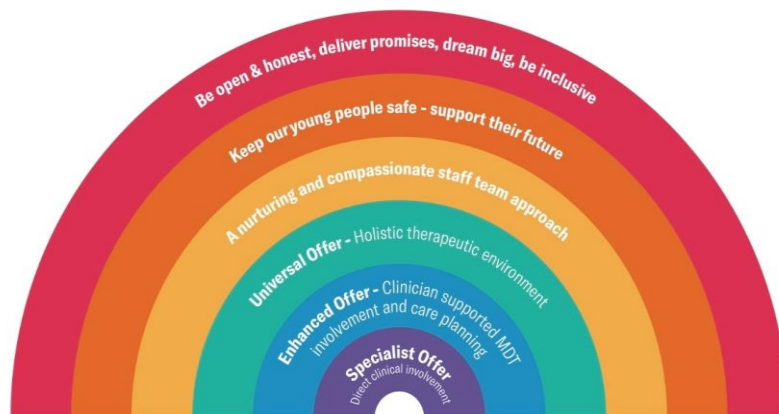 Be open & honest, deliver promises, dream big, be inclusive
Keep our young people safe - support their future
A nurturing and compassionate staff team approach
Universal Offer - Holistic therapeutic environment
Enhanced Offer - Clinician supported MDT
involvement and care planning
Specialist Offer
Direct clinical involvement